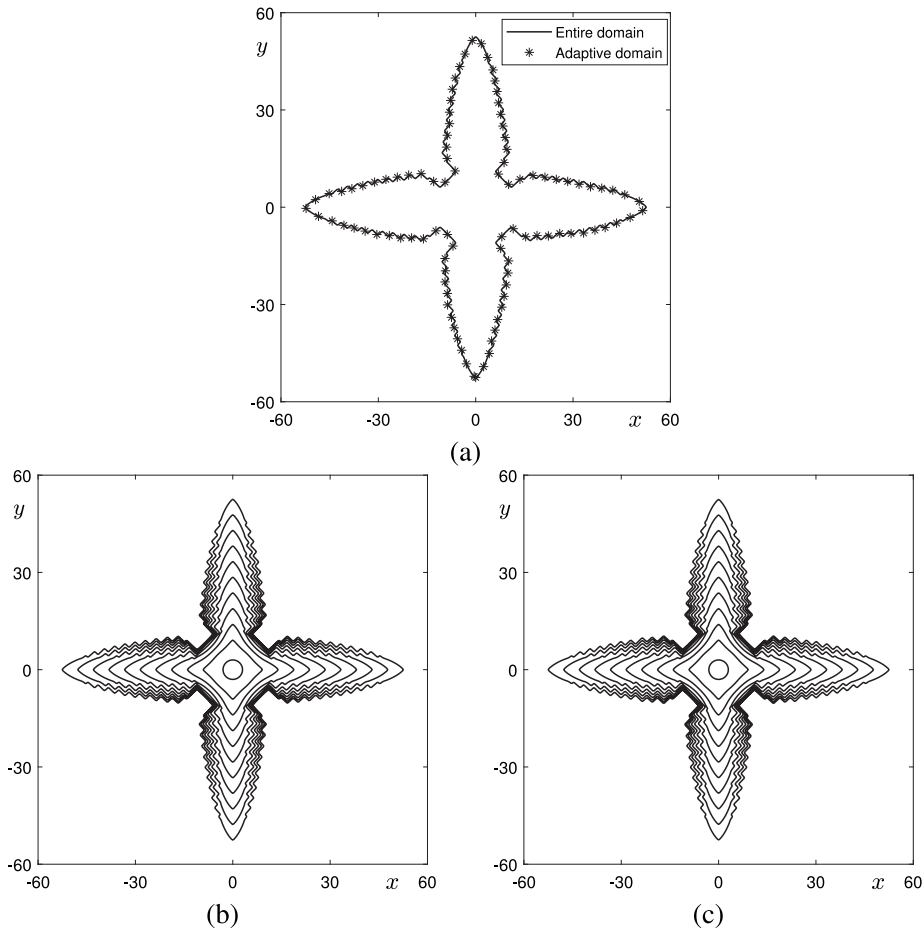 60
y
Entire domain
Adaptive domain
30
0
-30
-60
-60 -30 0 30 x 60
(a)
60 60
y y
30 30
0 0
-30 -30
-60 -60
-60 -30 0 30 x 60 -60 -30 0 30 x 60
(b) (c)